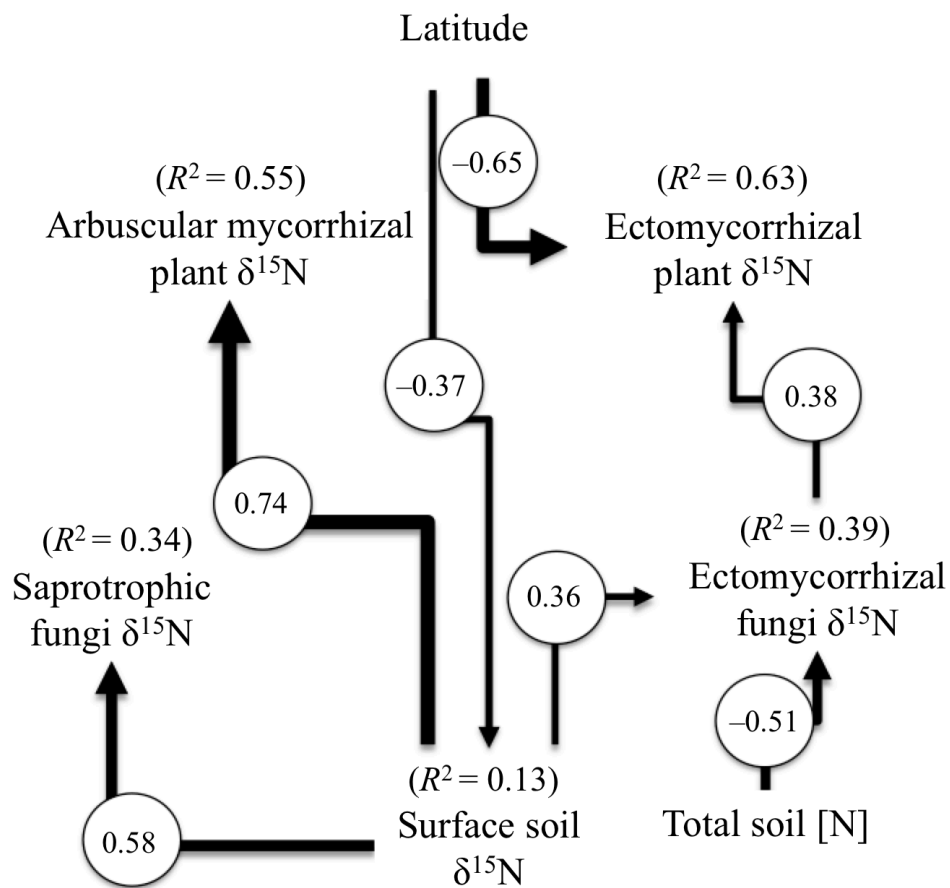 Latitude
–0.65
(R² = 0.55)
Arbuscular mycorrhizal
plant δ¹⁵N
(R² = 0.63)
Ectomycorrhizal
plant δ¹⁵N
–0.37
0.38
0.74
(R² = 0.34)
Saprotrophic
fungi δ¹⁵N
0.36
(R² = 0.39)
Ectomycorrhizal
fungi δ¹⁵N
–0.51
(R² = 0.13)
Surface soil
δ¹⁵N
Total soil [N]
0.58